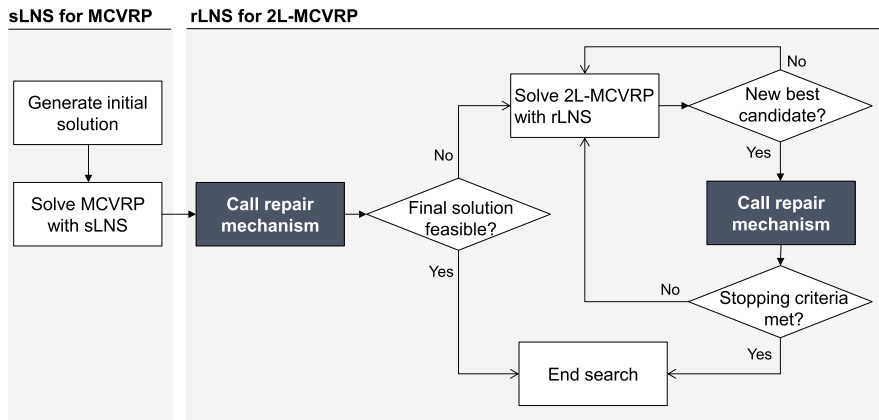 sLNS for MCVRP
rLNS for 2L-MCVRP
Generate initial
solution
Solve MCVRP
with sLNS
Call repair
mechanism
Final solution
feasible?
No
Yes
Solve 2L-MCVRP
with rLNS
New best
candidate?
No
Yes
Call repair
mechanism
Stopping criteria
met?
No
Yes
End search